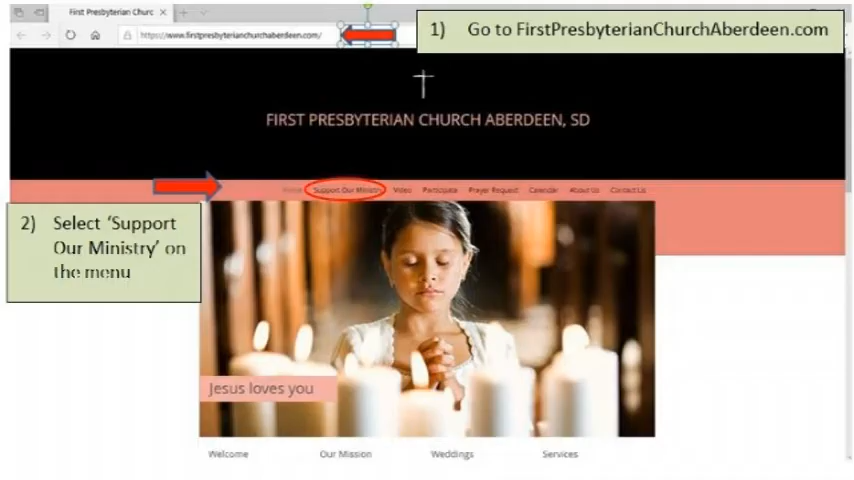 First Presbyterian Churc
https://www.firstpresbyterianchurchaberdeen.com/
1) Go to FirstPresbyterianChurchAberdeen.com
FIRST PRESBYTERIAN CHURCH ABERDEEN, SD
Home Support Our Ministry Video Participate Prayer Request Calendar About Us Contact Us
2) Select ‘Support
Our Ministry’ on
the menu
Jesus loves you
Welcome Our Mission Weddings Services